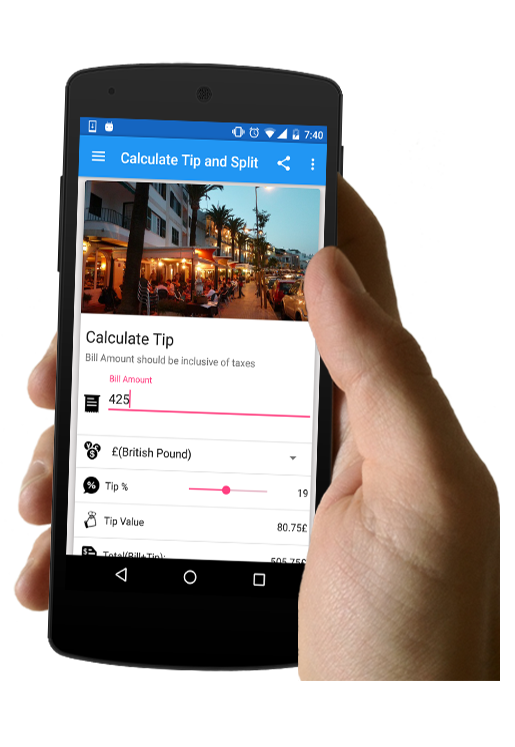 7:40
Calculate Tip and Split
Calculate Tip
Bill Amount should be inclusive of taxes
Bill Amount
425
£(British Pound)
Tip % 19
Tip Value 80.75£
Total(Bill+Tip): 505.75£